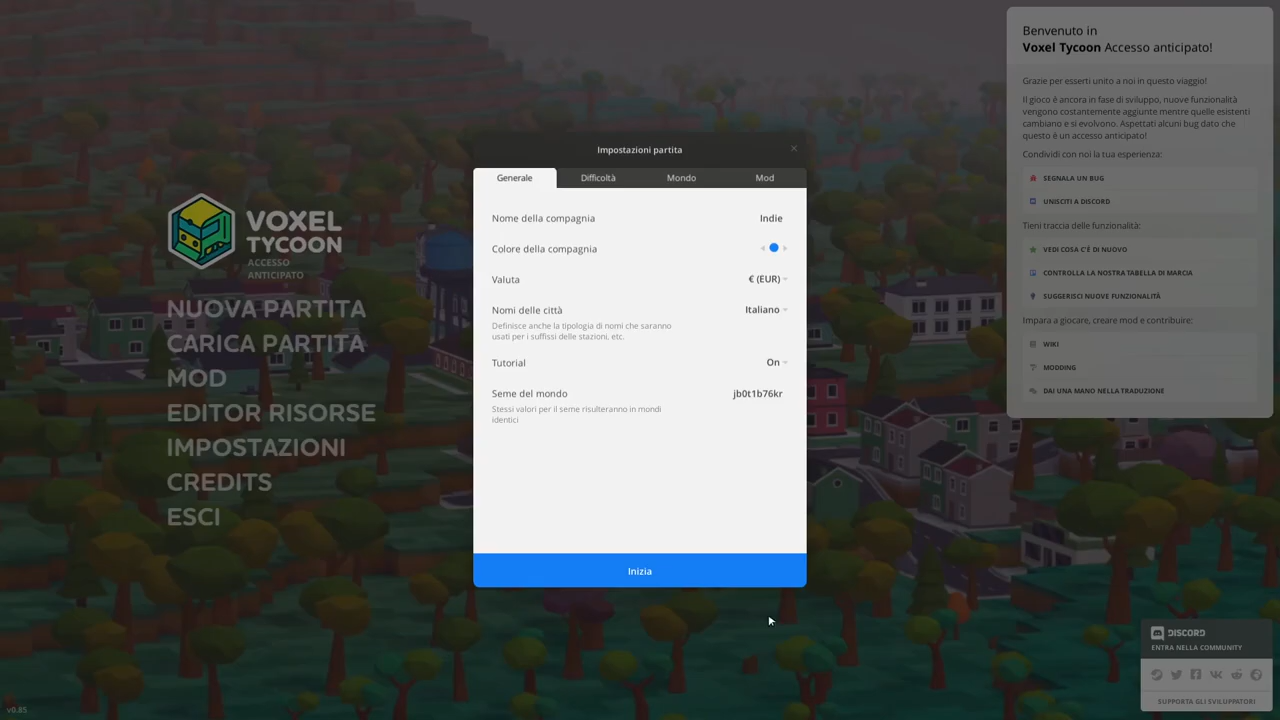 Benvenuto in
Voxel Tycoon Accesso anticipato!
Grazie per esserti unito a noi in questo viaggio!
Il gioco è ancora in fase di sviluppo, nuove funzionalità
vengono costantemente aggiunte mentre quelle esistenti
cambiano e si evolvono. Aspettati alcuni bug dato che
questo è un accesso anticipato!
Condividi con noi la tua esperienza:
SEGNALA UN BUG
UNISCITI A DISCORD
Tieni traccia delle funzionalità:
VEDI COSA C'È DI NUOVO
CONTROLLA LA NOSTRA TABELLA DI MARCIA
SUGGERISCI NUOVE FUNZIONALITÀ
Impara a giocare, creare mod e contribuire:
WIKI
MODDING
DAI UNA MANO NELLA TRADUZIONE
Impostazioni partita
Generale Difficoltà Mondo Mod
Nome della compagnia Indie
Colore della compagnia
Valuta € (EUR)
Nomi delle città Italiano
Definisce anche la tipologia di nomi che saranno
usati per i suffissi delle stazioni, etc.
Tutorial On
Seme del mondo jb0t1b76kr
Stessi valori per il seme risulteranno in mondi
identici
Inizia
VOXEL
TYCOON
ACCESSO
ANTICIPATO
NUOVA PARTITA
CARICA PARTITA
MOD
EDITOR RISORSE
IMPOSTAZIONI
CREDITS
ESCI
DISCORD
ENTRA NELLA COMMUNITY
SUPPORTA GLI SVILUPPATORI
v0.85